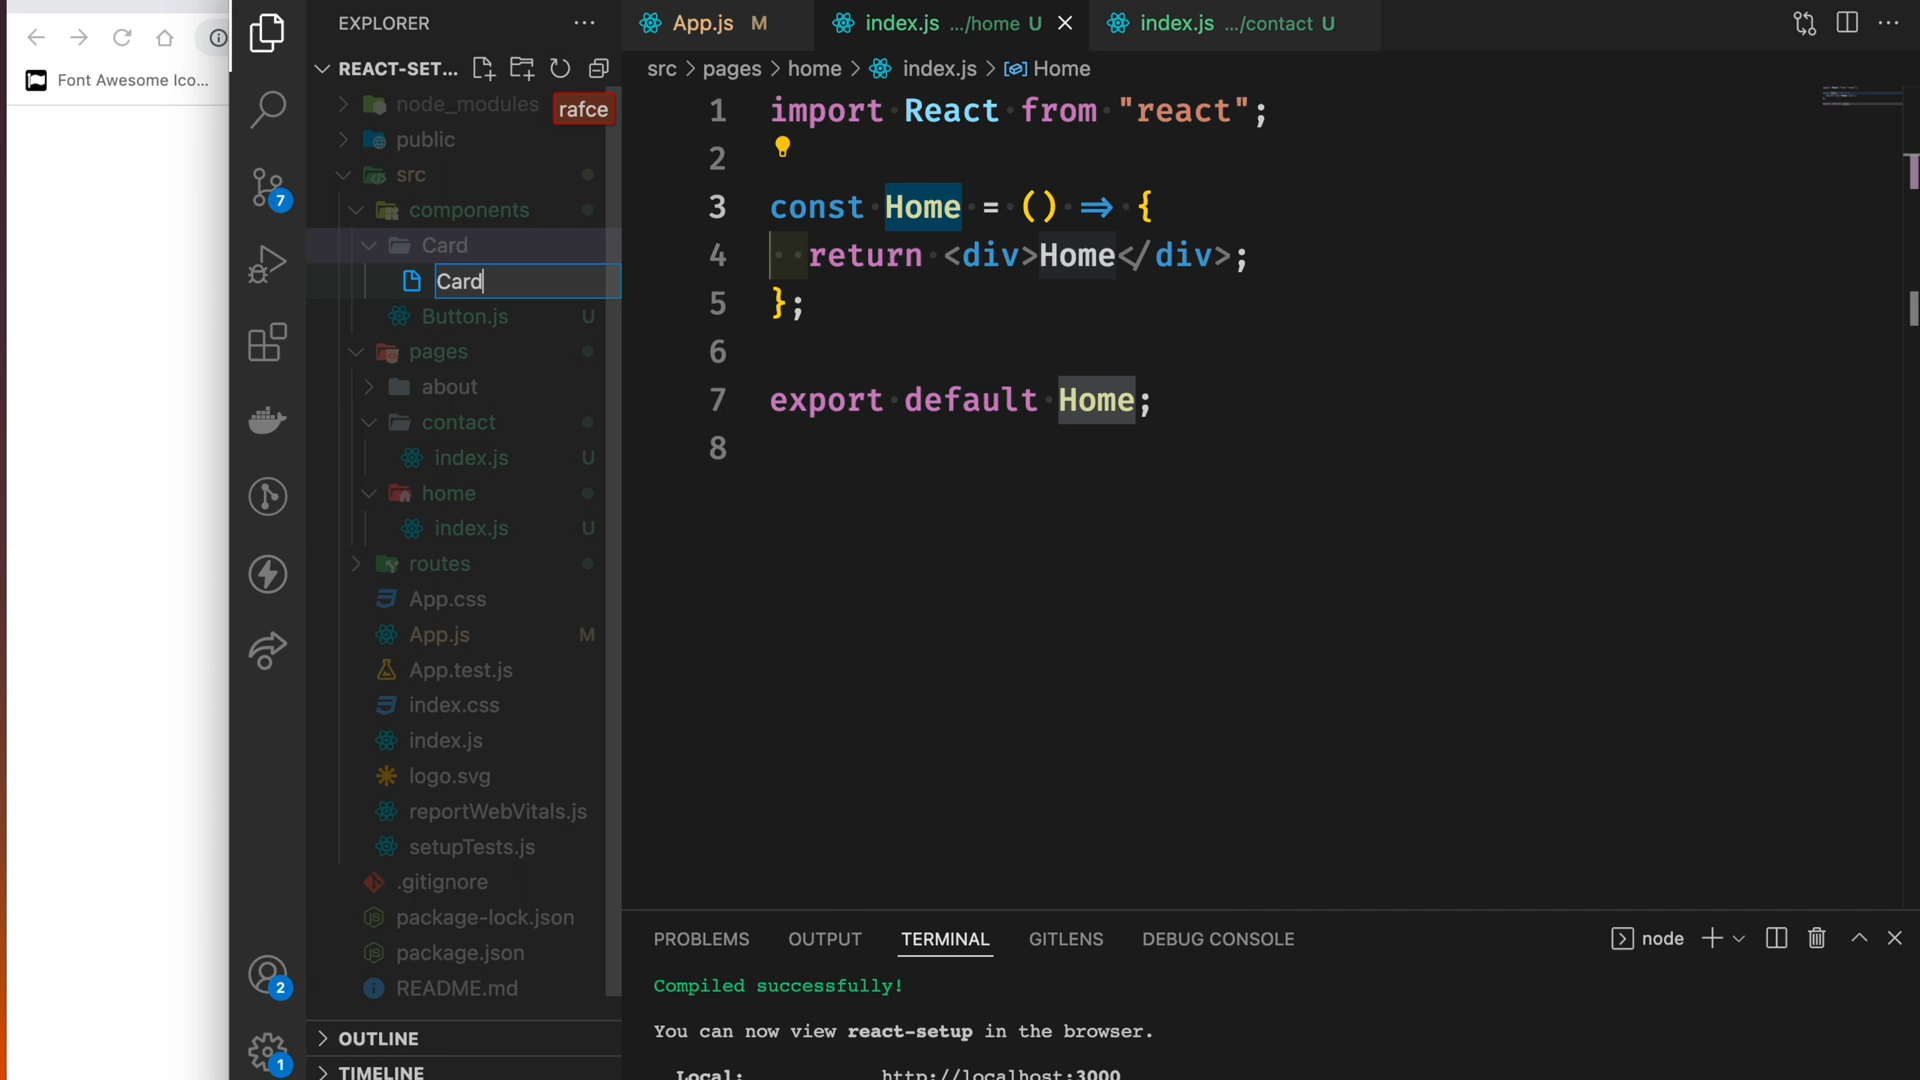 Font Awesome Ico...
EXPLORER
REACT-SET...
node_modules
rafce
public
src
components
Card
Card
Button.js U
pages
about
contact
index.js U
home
index.js U
routes
App.css
App.js M
App.test.js
index.css
index.js
logo.svg
reportWebVitals.js
setupTests.js
.gitignore
package-lock.json
package.json
README.md
OUTLINE
TIMELINE
7
2
1
App.js M
index.js .../home U
index.js .../contact U
src > pages > home > index.js > Home
1 import React from "react";
2
3 const Home = () => {
4 return <div>Home</div>;
5 };
6
7 export default Home;
8
PROBLEMS OUTPUT TERMINAL GITLENS DEBUG CONSOLE node
Compiled successfully!
You can now view react-setup in the browser.
Local: http://localhost:3000